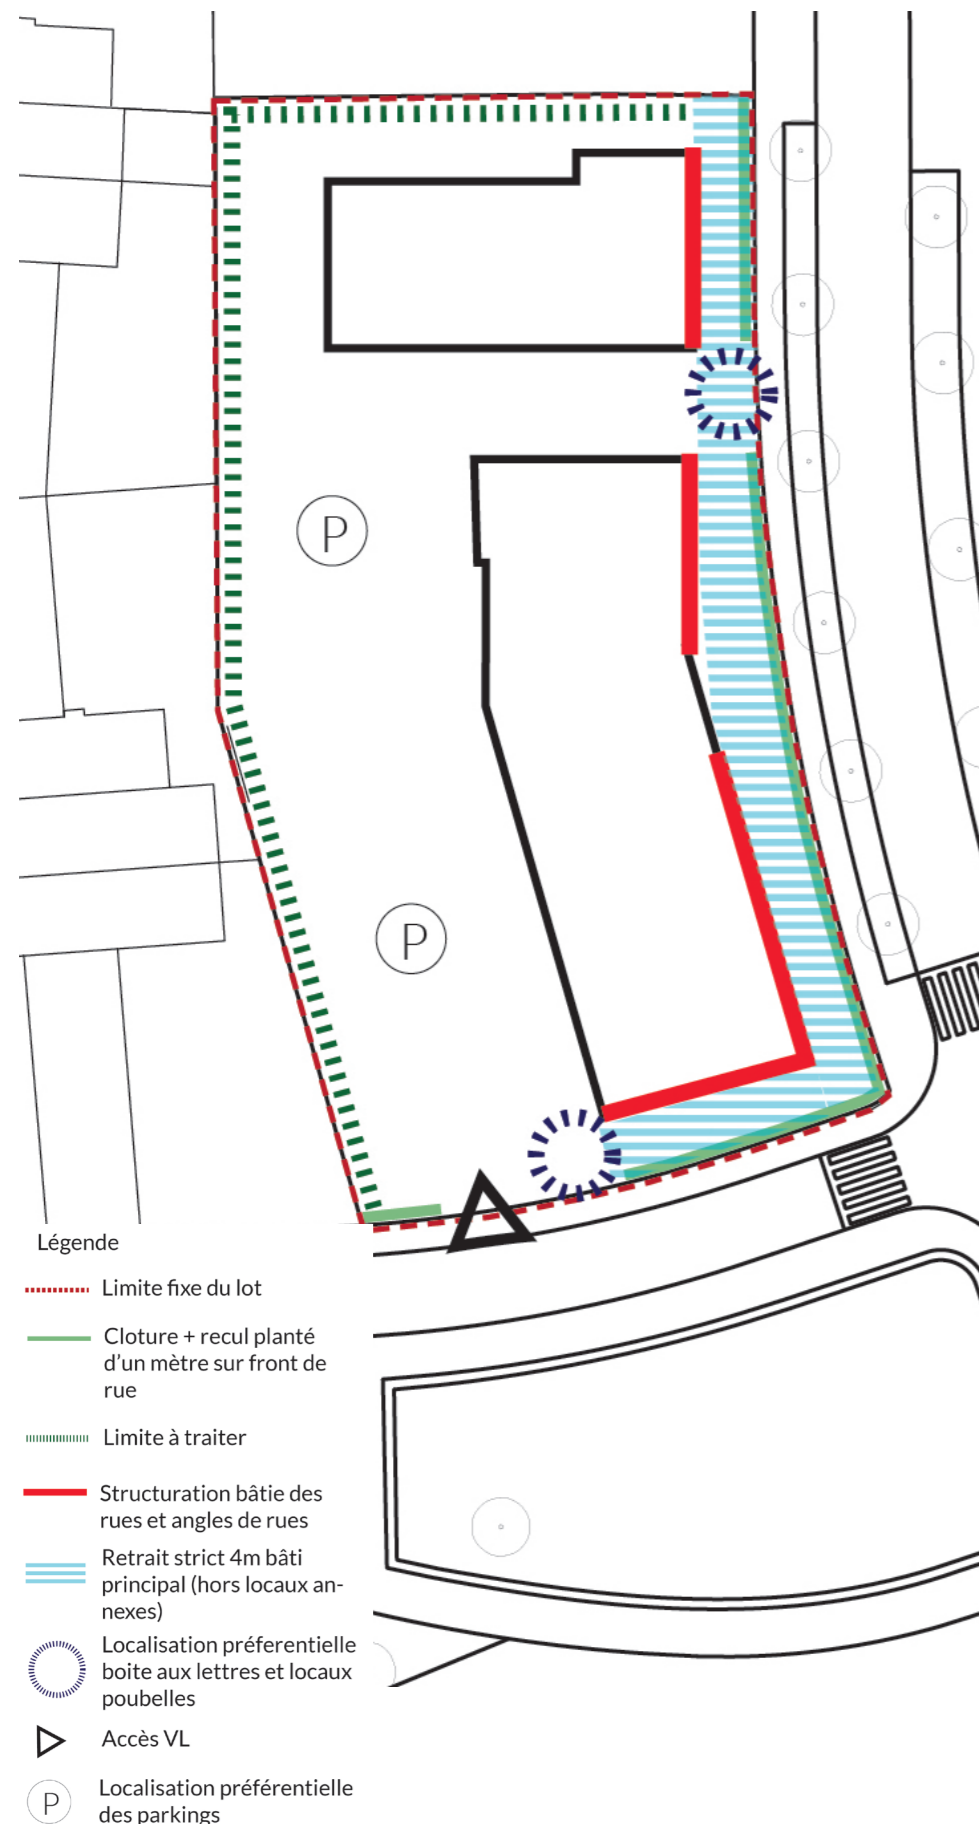 P
P
Légende
Limite fixe du lot
Cloture + recul planté
d'un mètre sur front de
rue
Limite à traiter
Structuration bâtie des
rues et angles de rues
Retrait strict 4m bâti
principal (hors locaux an-
nexes)
Localisation préferentielle
boite aux lettres et locaux
poubelles
Accès VL
P
Localisation préférentielle
des parkings